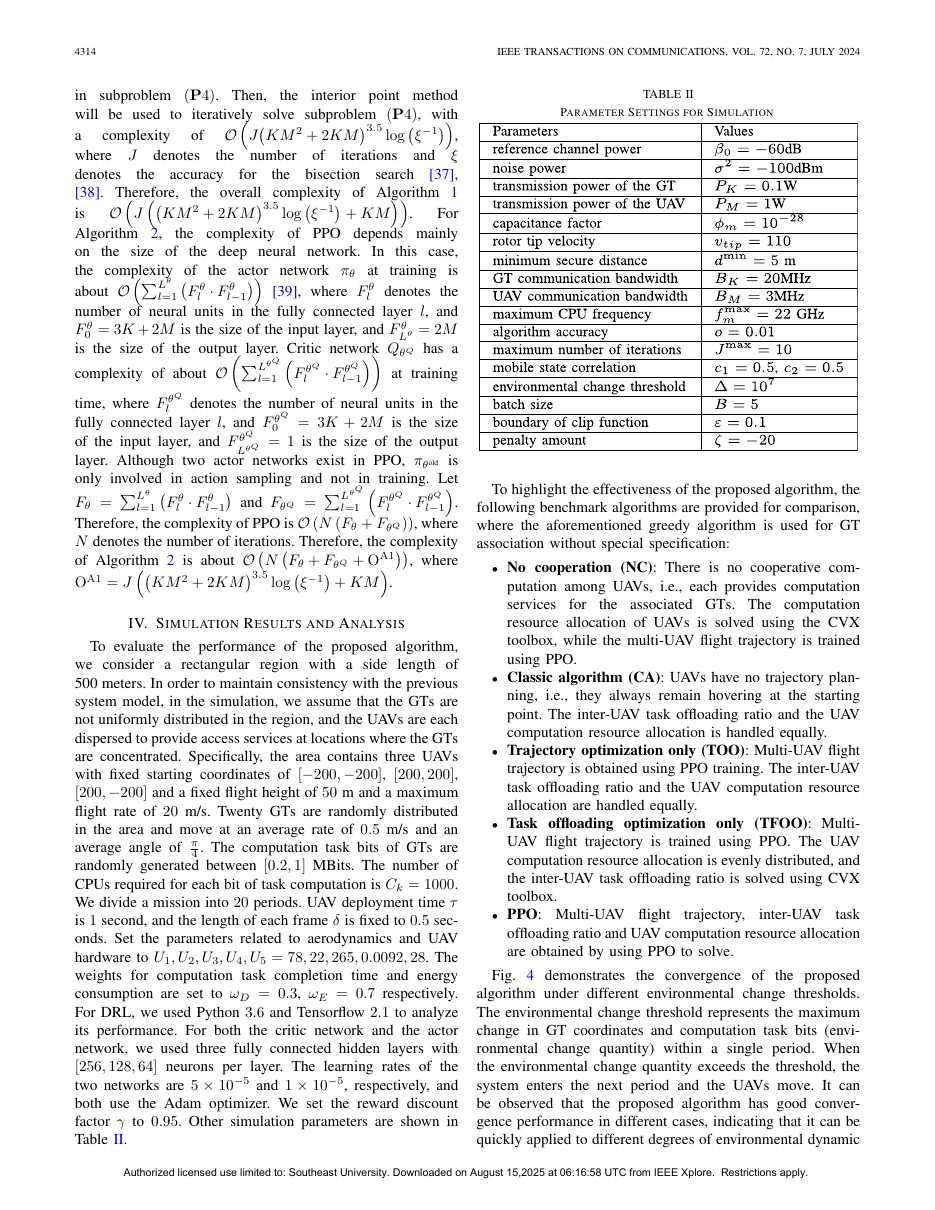 4314
IEEE TRANSACTIONS ON COMMUNICATIONS, VOL. 72, NO. 7, JULY 2024
in subproblem (P4). Then, the interior point method
will be used to iteratively solve subproblem (P4), with
a complexity of O(J(KM² + 2KM)^3.5 log(ξ⁻¹)),
where J denotes the number of iterations and ξ
denotes the accuracy for the bisection search [37],
[38]. Therefore, the overall complexity of Algorithm 1
is O(J((KM² + 2KM)^3.5 log(ξ⁻¹) + KM)). For
Algorithm 2, the complexity of PPO depends mainly
on the size of the deep neural network. In this case,
the complexity of the actor network π_θ at training is
about O(∑_{l=1}^{L^θ} (F_l^θ · F_{l−1}^θ)) [39], where F_l^θ denotes the
number of neural units in the fully connected layer l, and
F_0^θ = 3K + 2M is the size of the input layer, and F_{L^θ}^θ = 2M
is the size of the output layer. Critic network Q_{θ^Q} has a
complexity of about O(∑_{l=1}^{L^{θ^Q}} (F_l^{θ^Q} · F_{l−1}^{θ^Q})) at training
time, where F_l^{θ^Q} denotes the number of neural units in the
fully connected layer l, and F_0^{θ^Q} = 3K + 2M is the size
of the input layer, and F_{L^{θ^Q}}^{θ^Q} = 1 is the size of the output
layer. Although two actor networks exist in PPO, π_{θ^old} is
only involved in action sampling and not in training. Let
F_θ = ∑_{l=1}^{L^θ} (F_l^θ · F_{l−1}^θ) and F_{θ^Q} = ∑_{l=1}^{L^{θ^Q}} (F_l^{θ^Q} · F_{l−1}^{θ^Q}).
Therefore, the complexity of PPO is O(N(F_θ + F_{θ^Q})), where
N denotes the number of iterations. Therefore, the complexity
of Algorithm 2 is about O(N(F_θ + F_{θ^Q} + O^{A1})), where
O^{A1} = J((KM² + 2KM)^3.5 log(ξ⁻¹) + KM).
IV. SIMULATION RESULTS AND ANALYSIS
To evaluate the performance of the proposed algorithm,
we consider a rectangular region with a side length of
500 meters. In order to maintain consistency with the previous
system model, in the simulation, we assume that the GTs are
not uniformly distributed in the region, and the UAVs are each
dispersed to provide access services at locations where the GTs
are concentrated. Specifically, the area contains three UAVs
with fixed starting coordinates of [−200, −200], [200, 200],
[200, −200] and a fixed flight height of 50 m and a maximum
flight rate of 20 m/s. Twenty GTs are randomly distributed
in the area and move at an average rate of 0.5 m/s and an
average angle of π/4. The computation task bits of GTs are
randomly generated between [0.2, 1] MBits. The number of
CPUs required for each bit of task computation is C_k = 1000.
We divide a mission into 20 periods. UAV deployment time τ
is 1 second, and the length of each frame δ is fixed to 0.5 sec-
onds. Set the parameters related to aerodynamics and UAV
hardware to U₁, U₂, U₃, U₄, U₅ = 78, 22, 265, 0.0092, 28. The
weights for computation task completion time and energy
consumption are set to ω_D = 0.3, ω_E = 0.7 respectively.
For DRL, we used Python 3.6 and Tensorflow 2.1 to analyze
its performance. For both the critic network and the actor
network, we used three fully connected hidden layers with
[256, 128, 64] neurons per layer. The learning rates of the
two networks are 5 × 10⁻⁵ and 1 × 10⁻⁵, respectively, and
both use the Adam optimizer. We set the reward discount
factor γ to 0.95. Other simulation parameters are shown in
Table II.
TABLE II
PARAMETER SETTINGS FOR SIMULATION
Parameters Values
reference channel power β₀ = −60dB
noise power σ² = −100dBm
transmission power of the GT P_K = 0.1W
transmission power of the UAV P_M = 1W
capacitance factor φ_m = 10⁻²⁸
rotor tip velocity v_tip = 110
minimum secure distance d^min = 5 m
GT communication bandwidth B_K = 20MHz
UAV communication bandwidth B_M = 3MHz
maximum CPU frequency f_m^max = 22 GHz
algorithm accuracy o = 0.01
maximum number of iterations J^max = 10
mobile state correlation c₁ = 0.5, c₂ = 0.5
environmental change threshold Δ = 10⁷
batch size B = 5
boundary of clip function ε = 0.1
penalty amount ζ = −20
To highlight the effectiveness of the proposed algorithm, the
following benchmark algorithms are provided for comparison,
where the aforementioned greedy algorithm is used for GT
association without special specification:
• No cooperation (NC): There is no cooperative com-
putation among UAVs, i.e., each provides computation
services for the associated GTs. The computation
resource allocation of UAVs is solved using the CVX
toolbox, while the multi-UAV flight trajectory is trained
using PPO.
• Classic algorithm (CA): UAVs have no trajectory plan-
ning, i.e., they always remain hovering at the starting
point. The inter-UAV task offloading ratio and the UAV
computation resource allocation is handled equally.
• Trajectory optimization only (TOO): Multi-UAV flight
trajectory is obtained using PPO training. The inter-UAV
task offloading ratio and the UAV computation resource
allocation are handled equally.
• Task offloading optimization only (TFOO): Multi-
UAV flight trajectory is trained using PPO. The UAV
computation resource allocation is evenly distributed, and
the inter-UAV task offloading ratio is solved using CVX
toolbox.
• PPO: Multi-UAV flight trajectory, inter-UAV task
offloading ratio and UAV computation resource allocation
are obtained by using PPO to solve.
Fig. 4 demonstrates the convergence of the proposed
algorithm under different environmental change thresholds.
The environmental change threshold represents the maximum
change in GT coordinates and computation task bits (envi-
ronmental change quantity) within a single period. When
the environmental change quantity exceeds the threshold, the
system enters the next period and the UAVs move. It can
be observed that the proposed algorithm has good conver-
gence performance in different cases, indicating that it can be
quickly applied to different degrees of environmental dynamic
Authorized licensed use limited to: Southeast University. Downloaded on August 15,2025 at 06:16:58 UTC from IEEE Xplore. Restrictions apply.